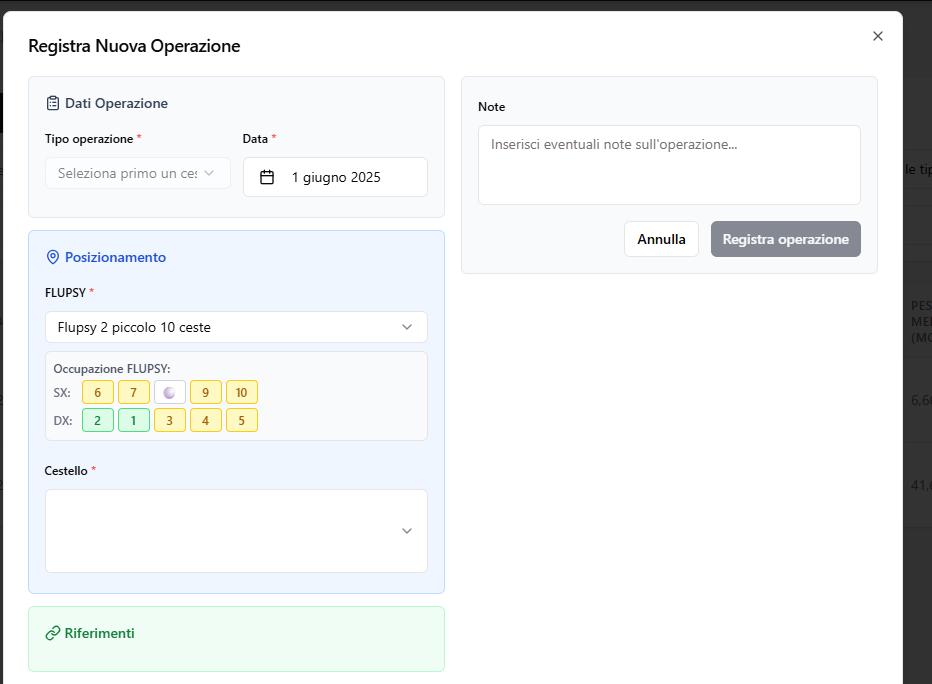 Registra Nuova Operazione
Dati Operazione
Tipo operazione *
Data *
Seleziona primo un ces
1 giugno 2025
Posizionamento
FLUPSY *
Flupsy 2 piccolo 10 ceste
Occupazione FLUPSY:
SX: 6 7 9 10
DX: 2 1 3 4 5
Cestello *
Riferimenti
Note
Inserisci eventuali note sull'operazione...
Annulla
Registra operazione
le tip
PES
MEI
(MO
6,6
41,